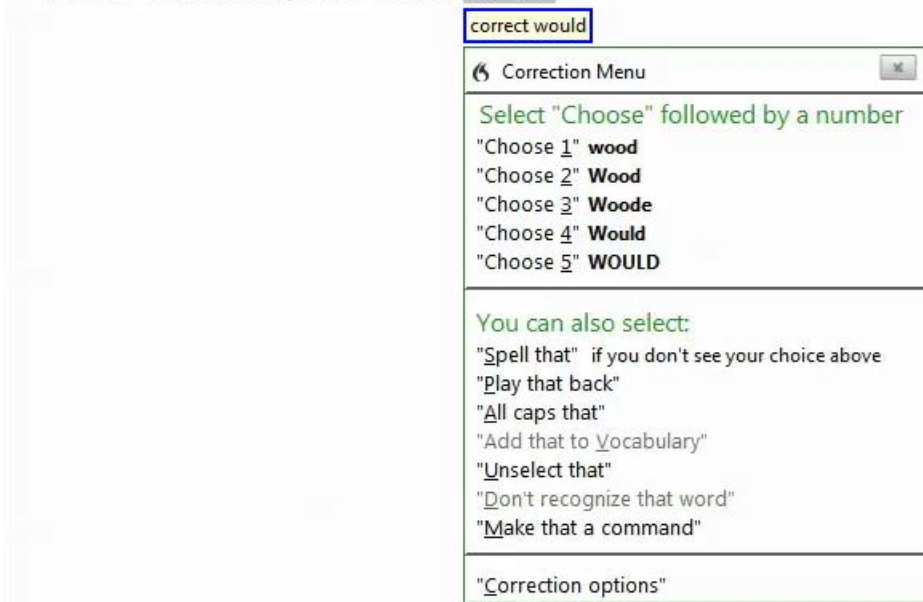 correct would
Correction Menu
Select "Choose" followed by a number
"Choose 1" wood
"Choose 2" Wood
"Choose 3" Woode
"Choose 4" Would
"Choose 5" WOULD
You can also select:
"Spell that" if you don't see your choice above
"Play that back"
"All caps that"
"Add that to Vocabulary"
"Unselect that"
"Don't recognize that word"
"Make that a command"
"Correction options"